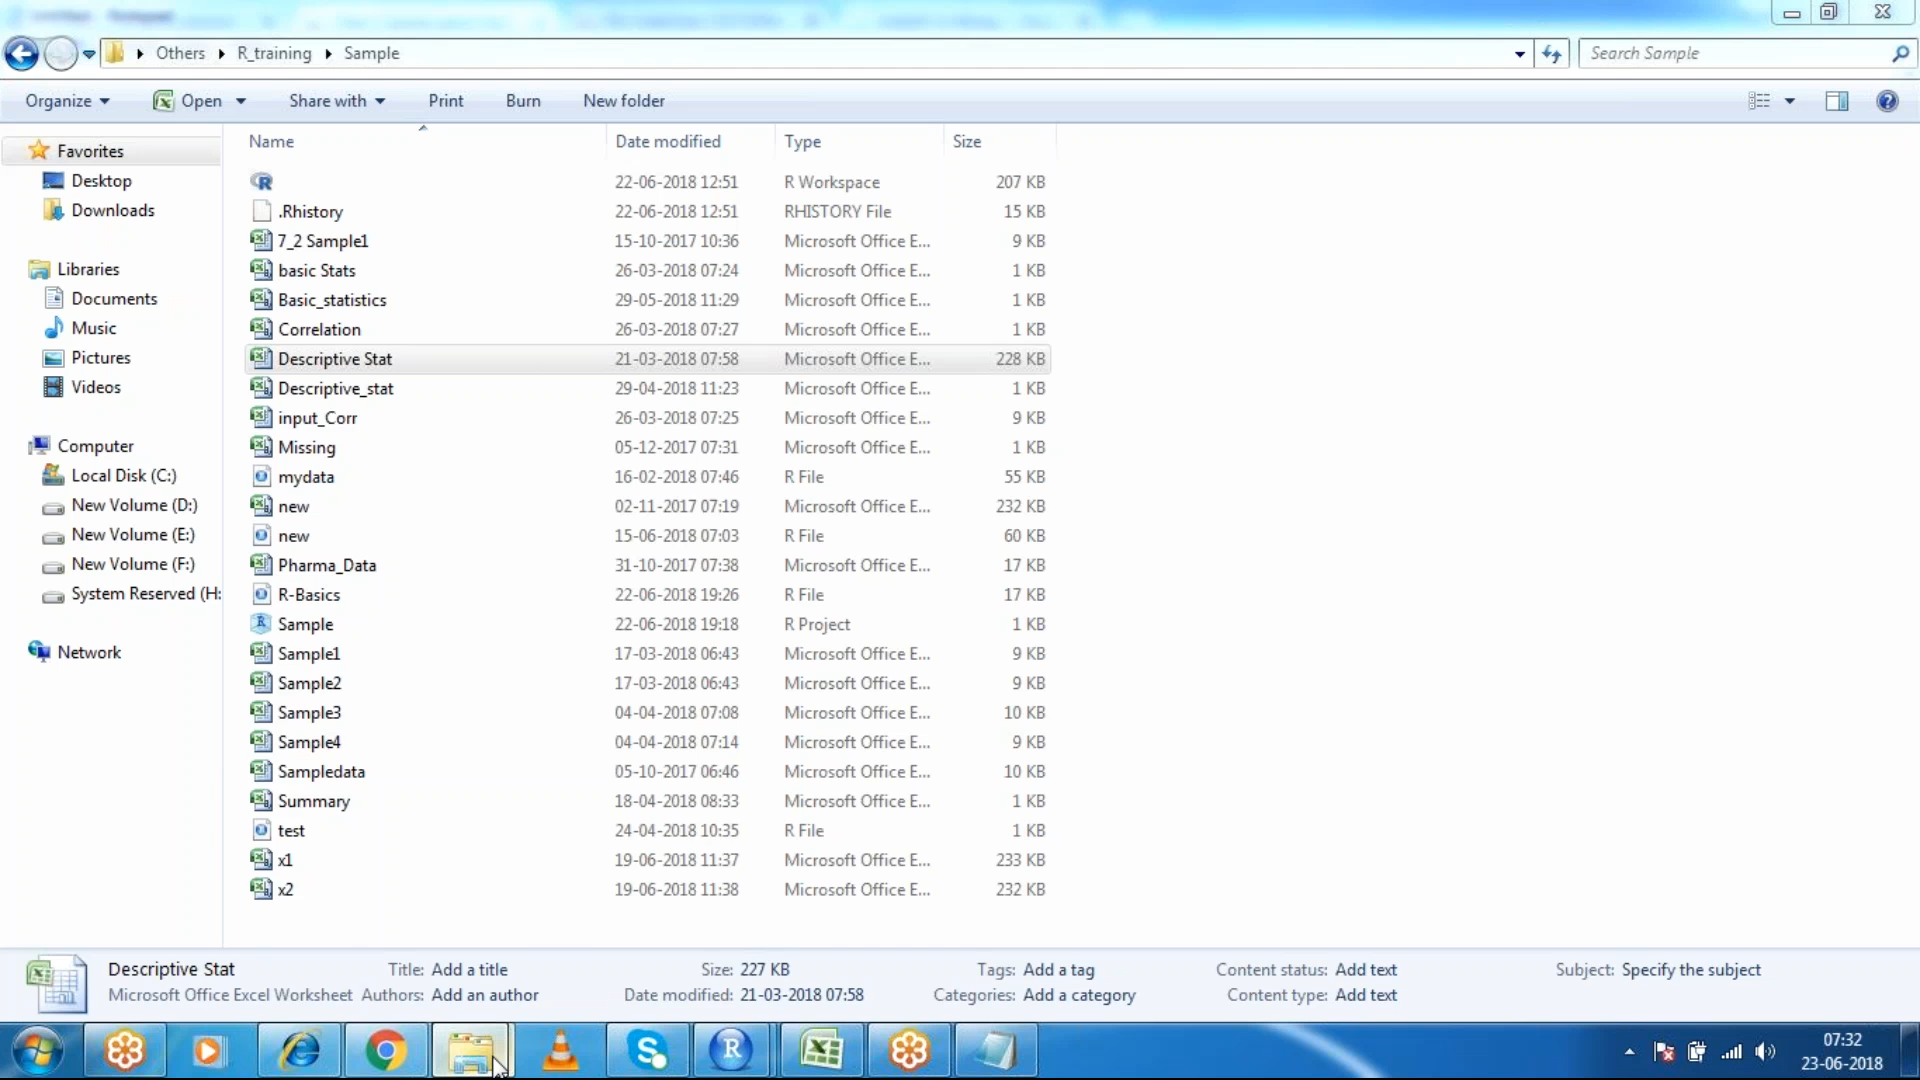 Others R_training Sample Search Sample
Organize Open Share with Print Burn New folder
Name Date modified Type Size
Favorites
Desktop
Downloads
Libraries
Documents
Music
Pictures
Videos
Computer
Local Disk (C:)
New Volume (D:)
New Volume (E:)
New Volume (F:)
System Reserved (H:
Network
22-06-2018 12:51 R Workspace 207 KB
.Rhistory 22-06-2018 12:51 RHISTORY File 15 KB
7_2 Sample1 15-10-2017 10:36 Microsoft Office E... 9 KB
basic Stats 26-03-2018 07:24 Microsoft Office E... 1 KB
Basic_statistics 29-05-2018 11:29 Microsoft Office E... 1 KB
Correlation 26-03-2018 07:27 Microsoft Office E... 1 KB
Descriptive Stat 21-03-2018 07:58 Microsoft Office E... 228 KB
Descriptive_stat 29-04-2018 11:23 Microsoft Office E... 1 KB
input_Corr 26-03-2018 07:25 Microsoft Office E... 9 KB
Missing 05-12-2017 07:31 Microsoft Office E... 1 KB
mydata 16-02-2018 07:46 R File 55 KB
new 02-11-2017 07:19 Microsoft Office E... 232 KB
new 15-06-2018 07:03 R File 60 KB
Pharma_Data 31-10-2017 07:38 Microsoft Office E... 17 KB
R-Basics 22-06-2018 19:26 R File 17 KB
Sample 22-06-2018 19:18 R Project 1 KB
Sample1 17-03-2018 06:43 Microsoft Office E... 9 KB
Sample2 17-03-2018 06:43 Microsoft Office E... 9 KB
Sample3 04-04-2018 07:08 Microsoft Office E... 10 KB
Sample4 04-04-2018 07:14 Microsoft Office E... 9 KB
Sampledata 05-10-2017 06:46 Microsoft Office E... 10 KB
Summary 18-04-2018 08:33 Microsoft Office E... 1 KB
test 24-04-2018 10:35 R File 1 KB
x1 19-06-2018 11:37 Microsoft Office E... 233 KB
x2 19-06-2018 11:38 Microsoft Office E... 232 KB
Descriptive Stat Title: Add a title Size: 227 KB Tags: Add a tag Content status: Add text Subject: Specify the subject
Microsoft Office Excel Worksheet Authors: Add an author Date modified: 21-03-2018 07:58 Categories: Add a category Content type: Add text
07:32
23-06-2018